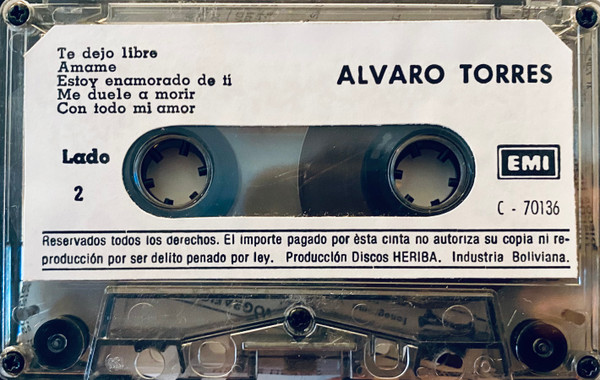 Te dejo libre
Amame
Estoy enamorado de ti
Me duele a morir
Con todo mi amor
ALVARO TORRES
Lado
2
EMI
C - 70136
Reservados todos los derechos. El importe pagado por èsta cinta no autoriza su copia ni re-
producción por ser delito penado por ley. Producción Discos HERIBA. Industria Boliviana.